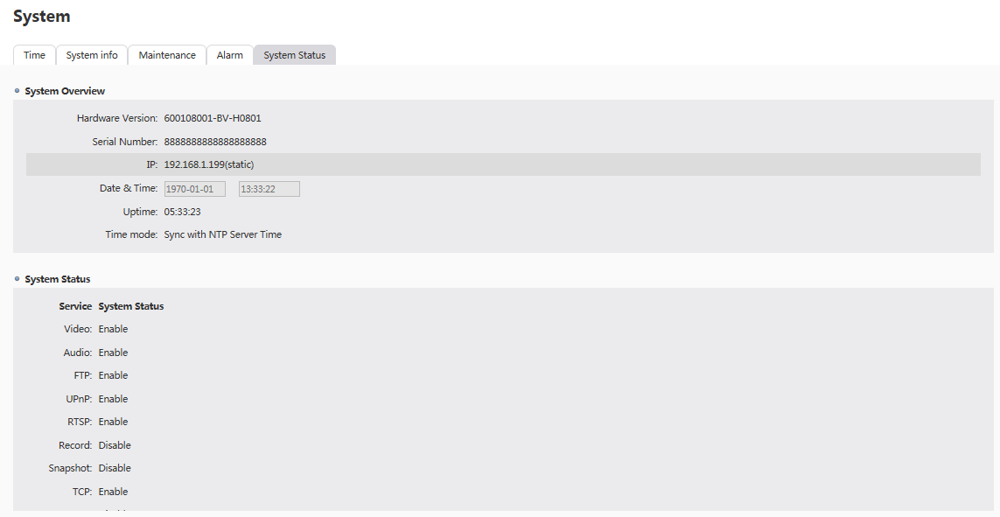 System
Time System info Maintenance Alarm System Status
System Overview
Hardware Version: 600108001-BV-H0801
Serial Number: 8888888888888888888
IP: 192.168.1.199(static)
Date & Time: 1970-01-01 13:33:22
Uptime: 05:33:23
Time mode: Sync with NTP Server Time
System Status
Service System Status
Video: Enable
Audio: Enable
FTP: Enable
UPnP: Enable
RTSP: Enable
Record: Disable
Snapshot: Disable
TCP: Enable